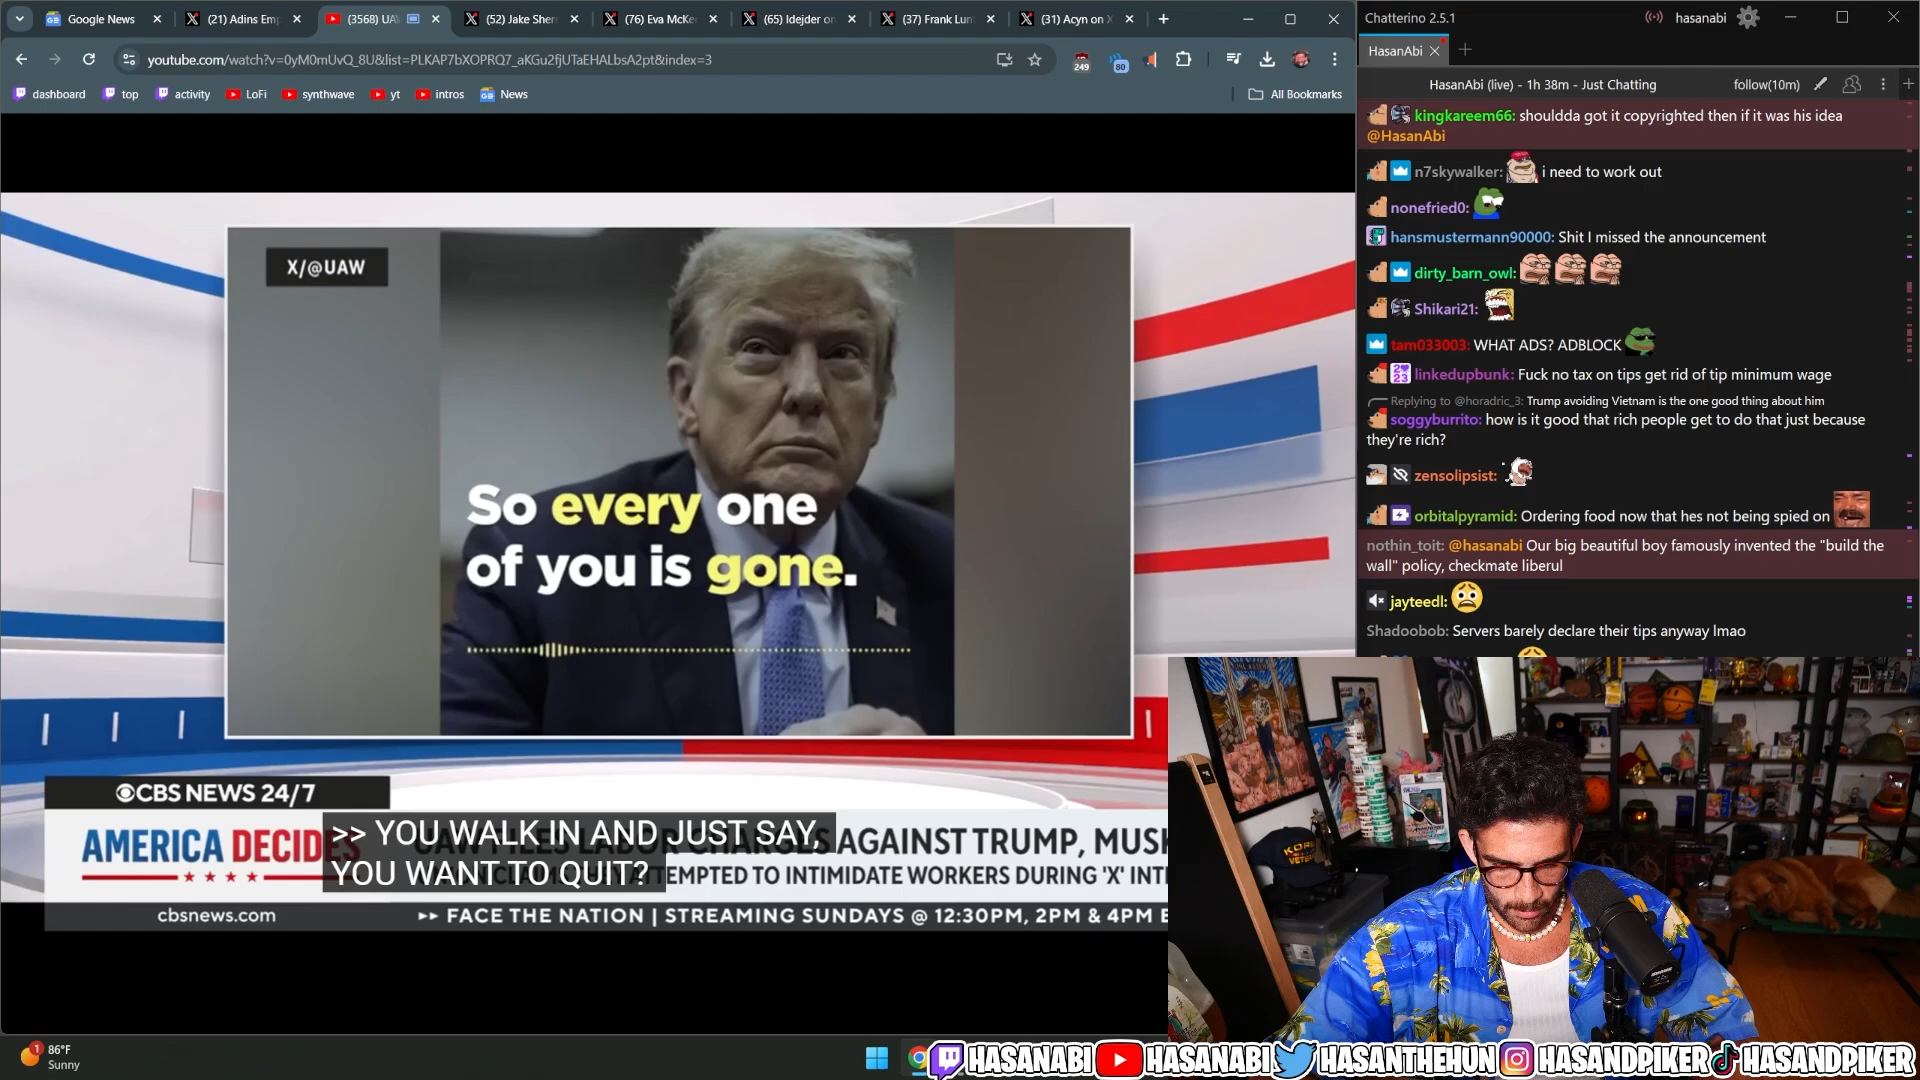 Google News
(21) Adins Emp
(3568) UA
(52) Jake Sher
(76) Eva McKe
(65) Idejder on
(37) Frank Lun
(31) Acyn on X
youtube.com/watch?v=0yM0mUvQ_8U&list=PLKAP7bXOPRQ7_aKGu2fjUTaEHALbsA2pt&index=3
249
80
dashboard
top
activity
LoFi
synthwave
yt
intros
News
All Bookmarks
X/@UAW
So every one
of you is gone.
CBS NEWS 24/7
AMERICA DECIDES
AGAINST TRUMP, MUSK
>> YOU WALK IN AND JUST SAY,
YOU WANT TO QUIT?
EMPTED TO INTIMIDATE WORKERS DURING 'X' INT
cbsnews.com
FACE THE NATION | STREAMING SUNDAYS @ 12:30PM, 2PM & 4PM E
1
86°F
Sunny
Chatterino 2.5.1
hasanabi
HasanAbi
HasanAbi (live) - 1h 38m - Just Chatting
follow(10m)
kingkareem66: shouldda got it copyrighted then if it was his idea
@HasanAbi
n7skywalker: i need to work out
nonefried0:
hansmustermann90000: Shit I missed the announcement
dirty_barn_owl:
Shikari21:
tam033003: WHAT ADS? ADBLOCK
linkedupbunk: Fuck no tax on tips get rid of tip minimum wage
Replying to @horadric_3: Trump avoiding Vietnam is the one good thing about him
soggyburrito: how is it good that rich people get to do that just because
they're rich?
zensolipsist:
orbitalpyramid: Ordering food now that hes not being spied on
nothin_toit: @hasanabi Our big beautiful boy famously invented the "build the
wall" policy, checkmate liberul
jayteedl:
Shadoobob: Servers barely declare their tips anyway lmao
HASANABI
HASANABI
HASANTHEHUN
HASANDPIKER
HASANDPIKER